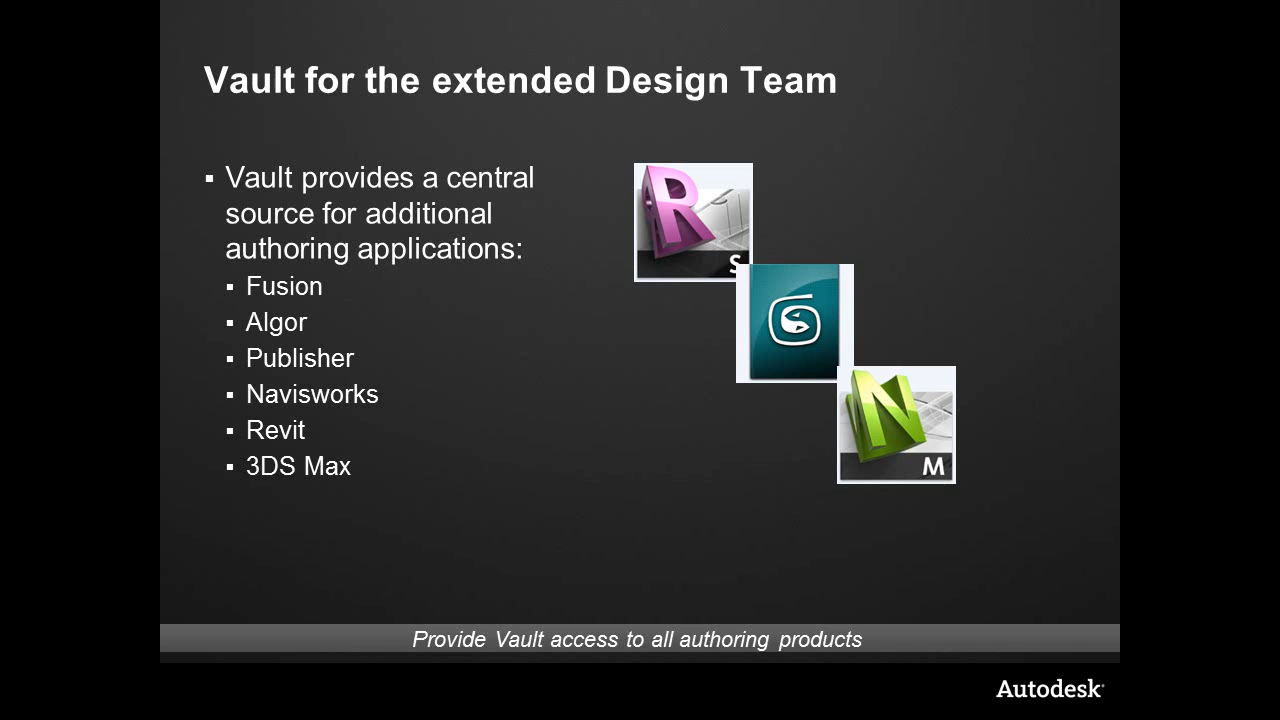 Vault for the extended Design Team
▪ Vault provides a central
source for additional
authoring applications:
▪ Fusion
▪ Algor
▪ Publisher
▪ Navisworks
▪ Revit
▪ 3DS Max
R
S
N
M
Provide Vault access to all authoring products
Autodesk